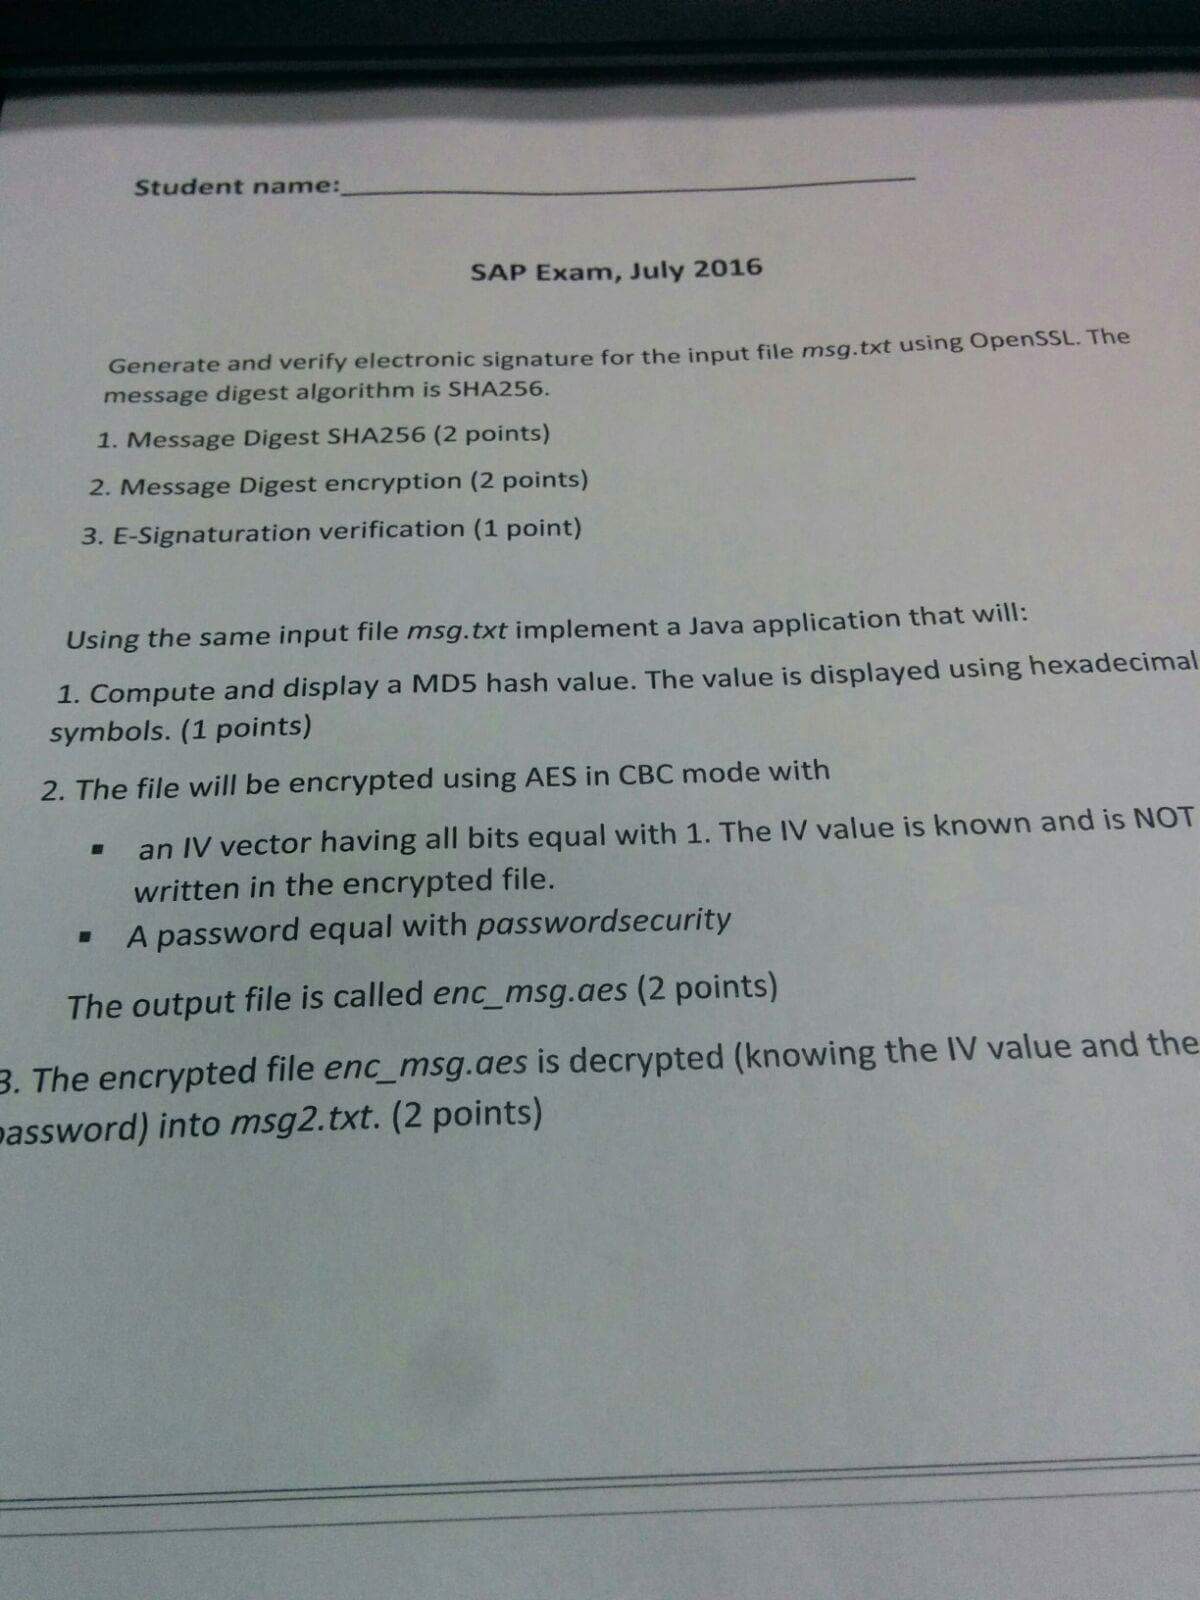 Student name:
SAP Exam, July 2016
Generate and verify electronic signature for the input file msg.txt using OpenSSL. The
message digest algorithm is SHA256.
1. Message Digest SHA256 (2 points)
2. Message Digest encryption (2 points)
3. E-Signaturation verification (1 point)
Using the same input file msg.txt implement a Java application that will:
1. Compute and display a MD5 hash value. The value is displayed using hexadecimal
symbols. (1 points)
2. The file will be encrypted using AES in CBC mode with
▪ an IV vector having all bits equal with 1. The IV value is known and is NOT
written in the encrypted file.
▪ A password equal with passwordsecurity
The output file is called enc_msg.aes (2 points)
3. The encrypted file enc_msg.aes is decrypted (knowing the IV value and the
password) into msg2.txt. (2 points)